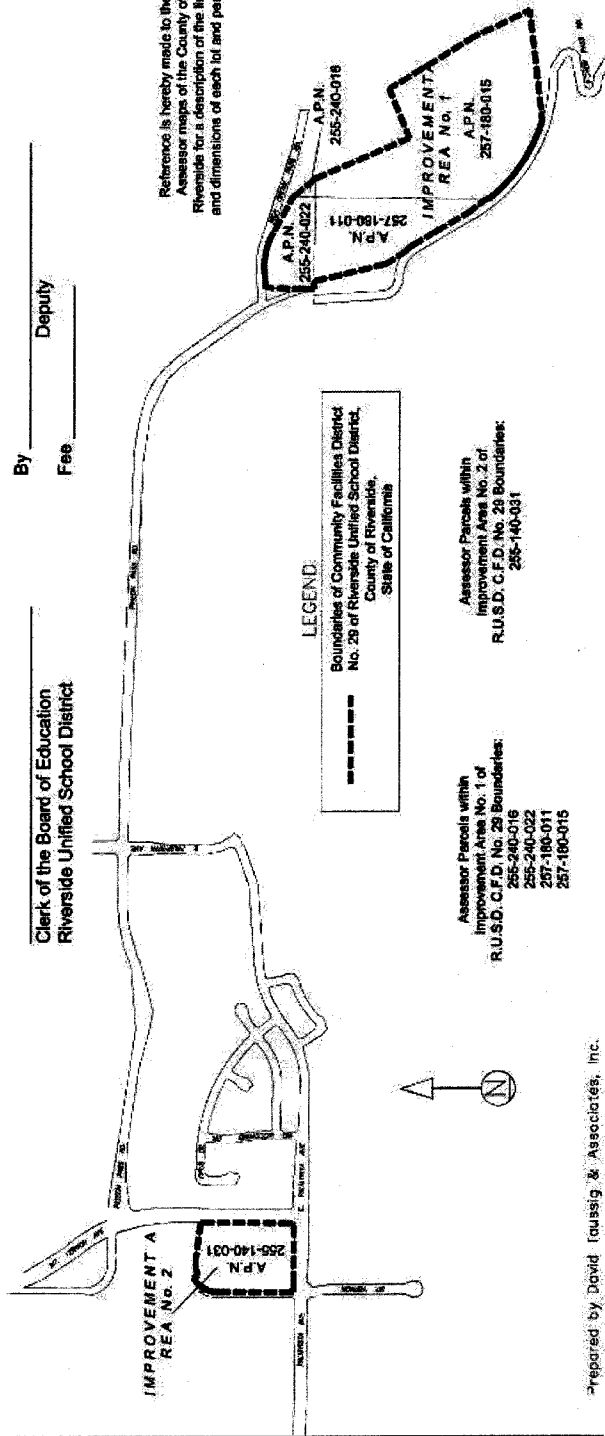 Clerk of the Board of Education
Riverside Unified School District
By
Deputy
Fee
Reference is hereby made to the
Assessor maps of the County of
Riverside for a description of the
and dimensions of each lot and
IMPROVEMENT A
REA No. 2
A.P.N.
255-140-031
A.P.N.
255-240-022
A.P.N.
255-240-016
A.P.N.
257-180-011
IMPROVEMENT A
REA No. 1
A.P.N.
257-180-015
LEGEND:
Boundaries of Community Facilities District
No. 29 of Riverside Unified School District,
County of Riverside,
State of California
Assessor Parcels within
Improvement Area No. 1 of
R.U.S.D. C.F.D. No. 29 Boundaries:
255-240-016
255-240-022
257-180-011
257-180-015
Assessor Parcels within
Improvement Area No. 2 of
R.U.S.D. C.F.D. No. 29 Boundaries:
255-140-031
N
Prepared by David Taussig & Associates, Inc.